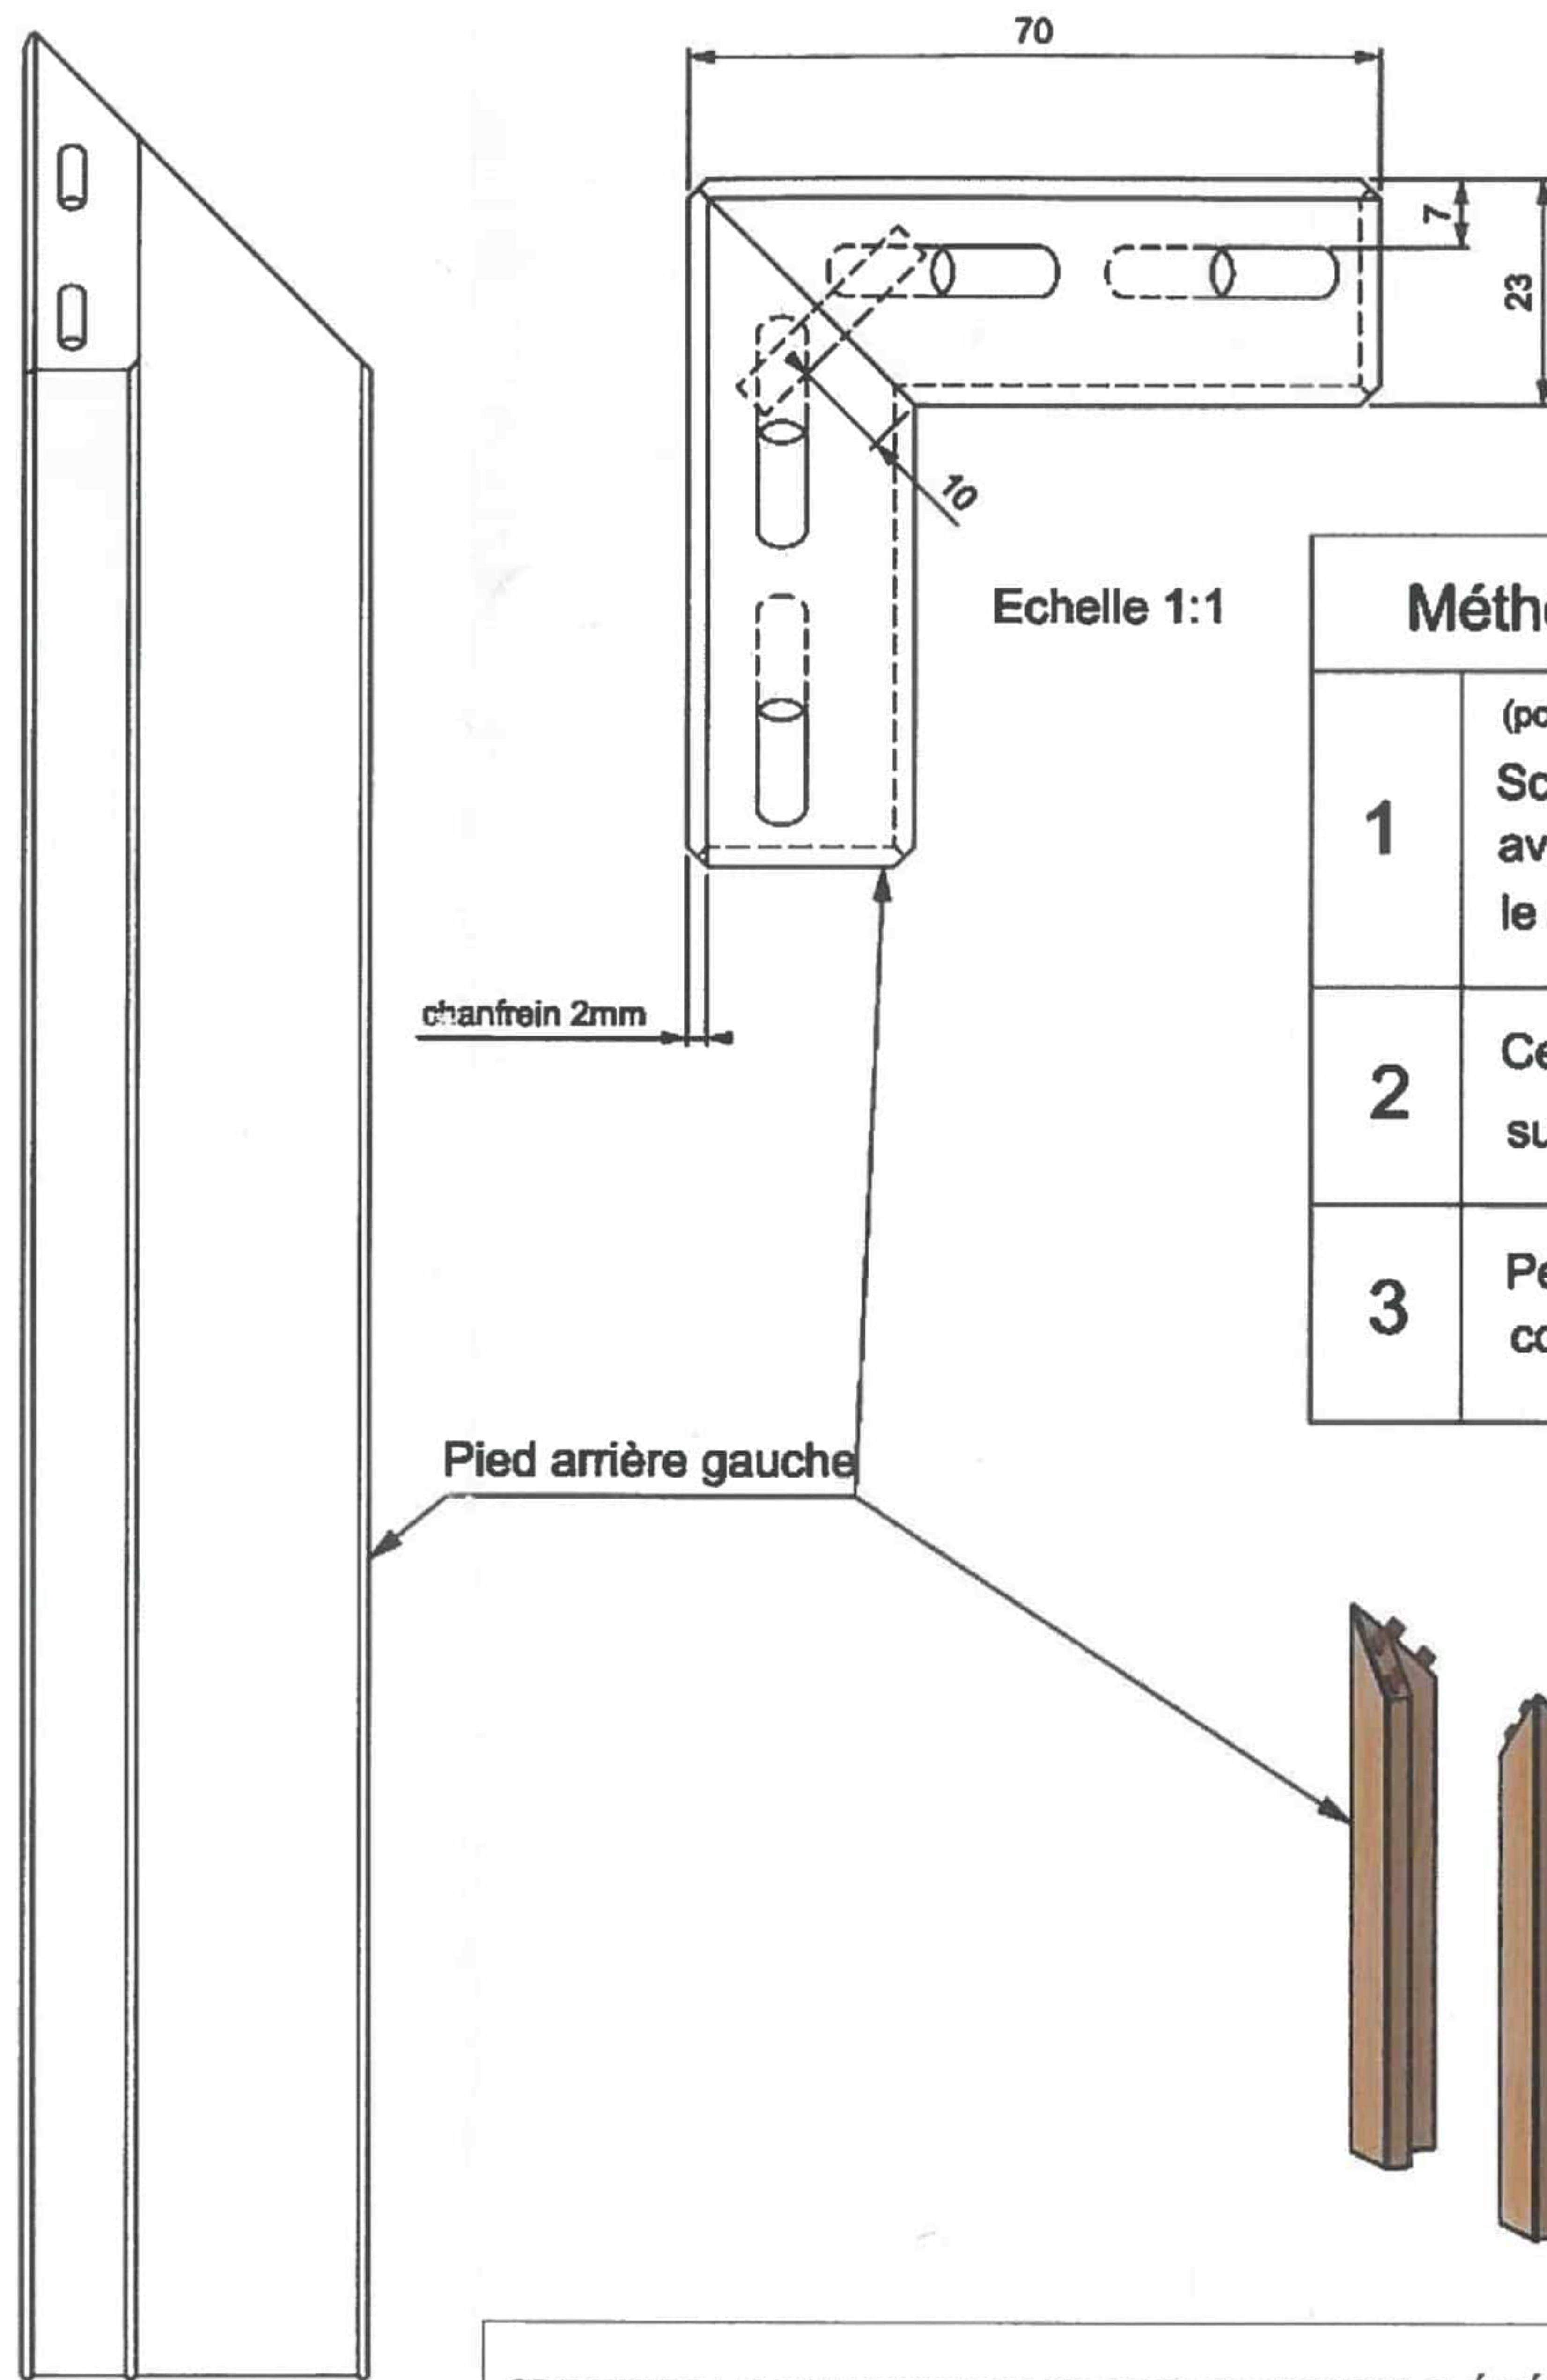 70
7
23
10
Echelle 1:1
Méth
1
(po
Sc
av
le
2
Ce
su
3
Pe
co
chanfrein 2mm
Pied arrière gauche